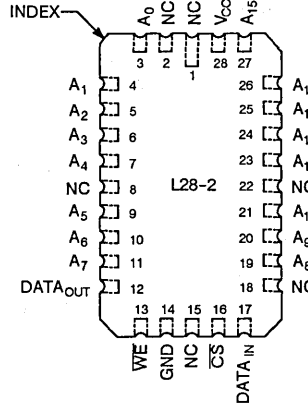 INDEX
A0 NC NC VCC A15
3 2 1 28 27
A1 4 26
A2 5 25
A3 6 24
A4 7 23
NC 8 L28-2 22
A5 9 21
A6 10 20
A7 11 19
DATAOUT 12 18
13 14 15 16 17
WE GND NC CS DATAIN